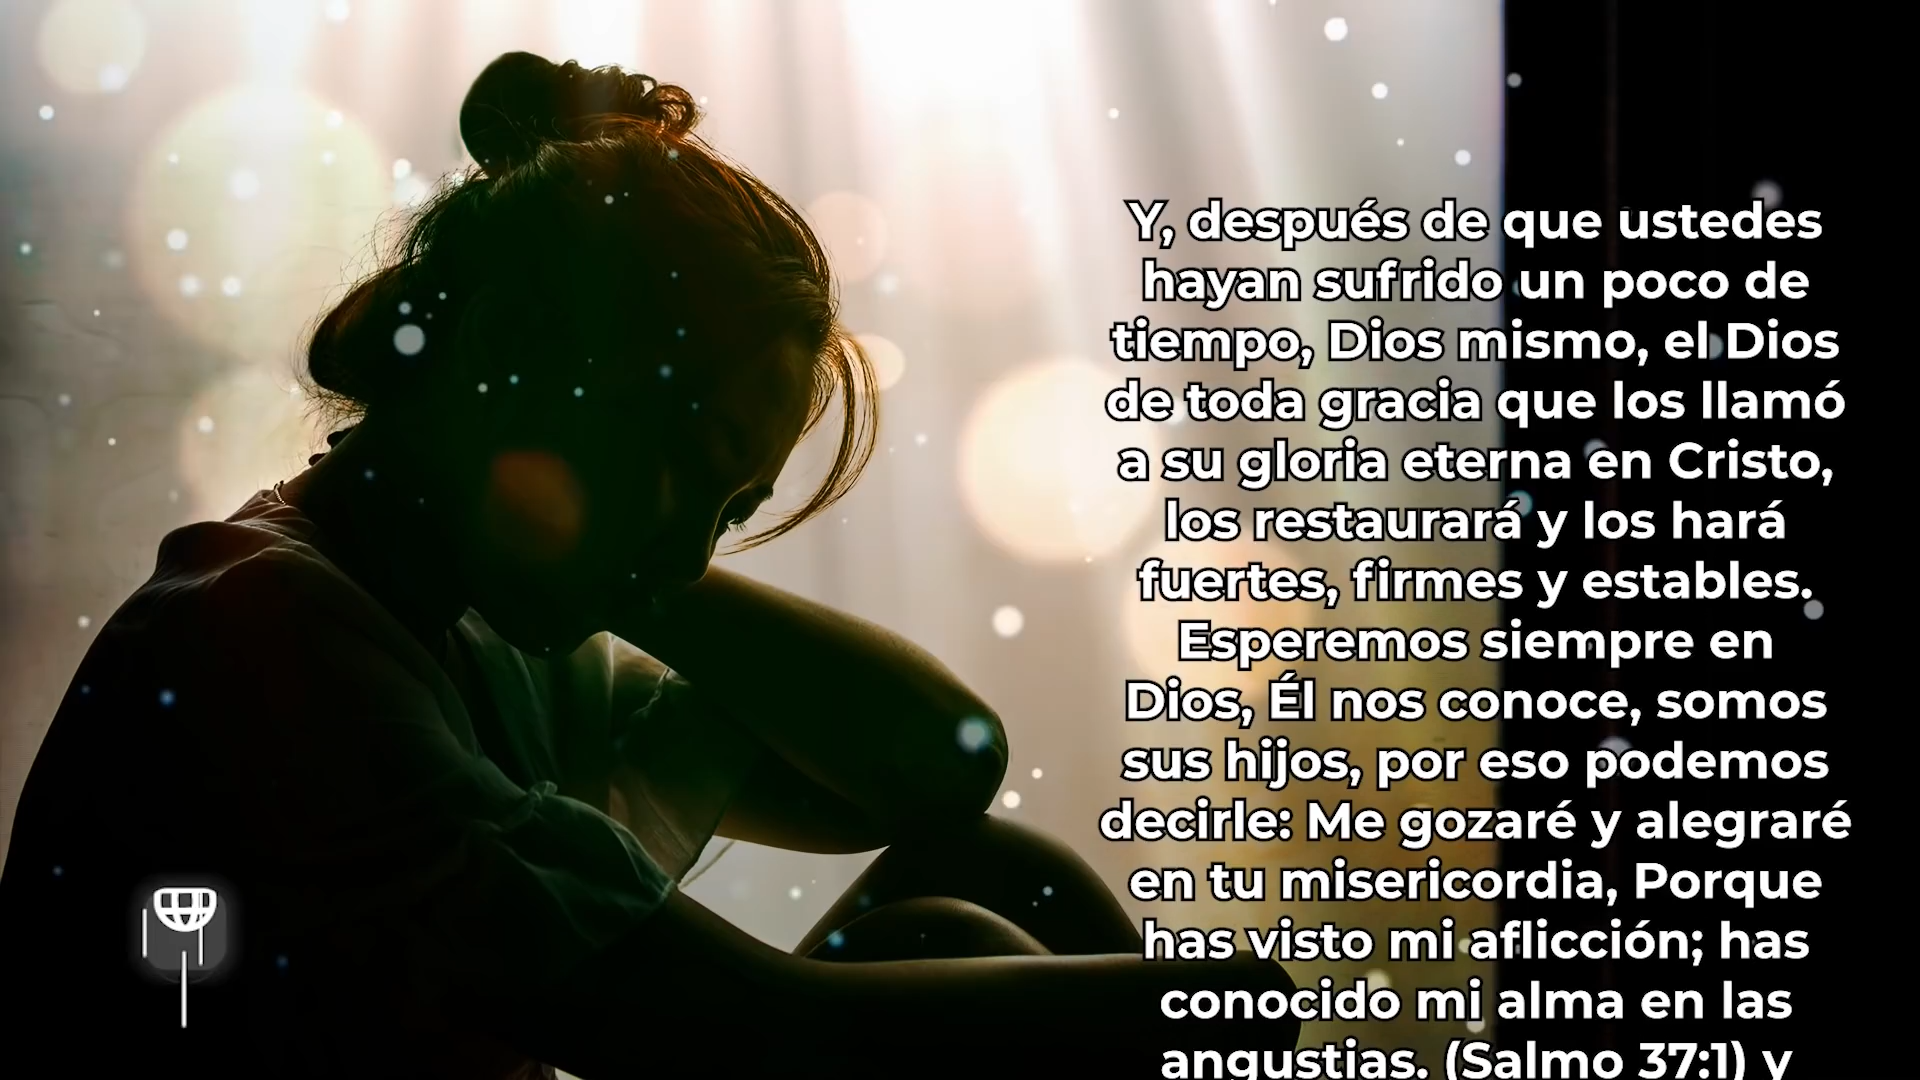 Y, después de que ustedes
hayan sufrido un poco de
tiempo, Dios mismo, el Dios
de toda gracia que los llamó
a su gloria eterna en Cristo,
los restaurará y los hará
fuertes, firmes y estables.
Esperemos siempre en
Dios, Él nos conoce, somos
sus hijos, por eso podemos
decirle: Me gozaré y alegraré
en tu misericordia, Porque
has visto mi aflicción; has
conocido mi alma en las
angustias. (Salmo 37:1) y